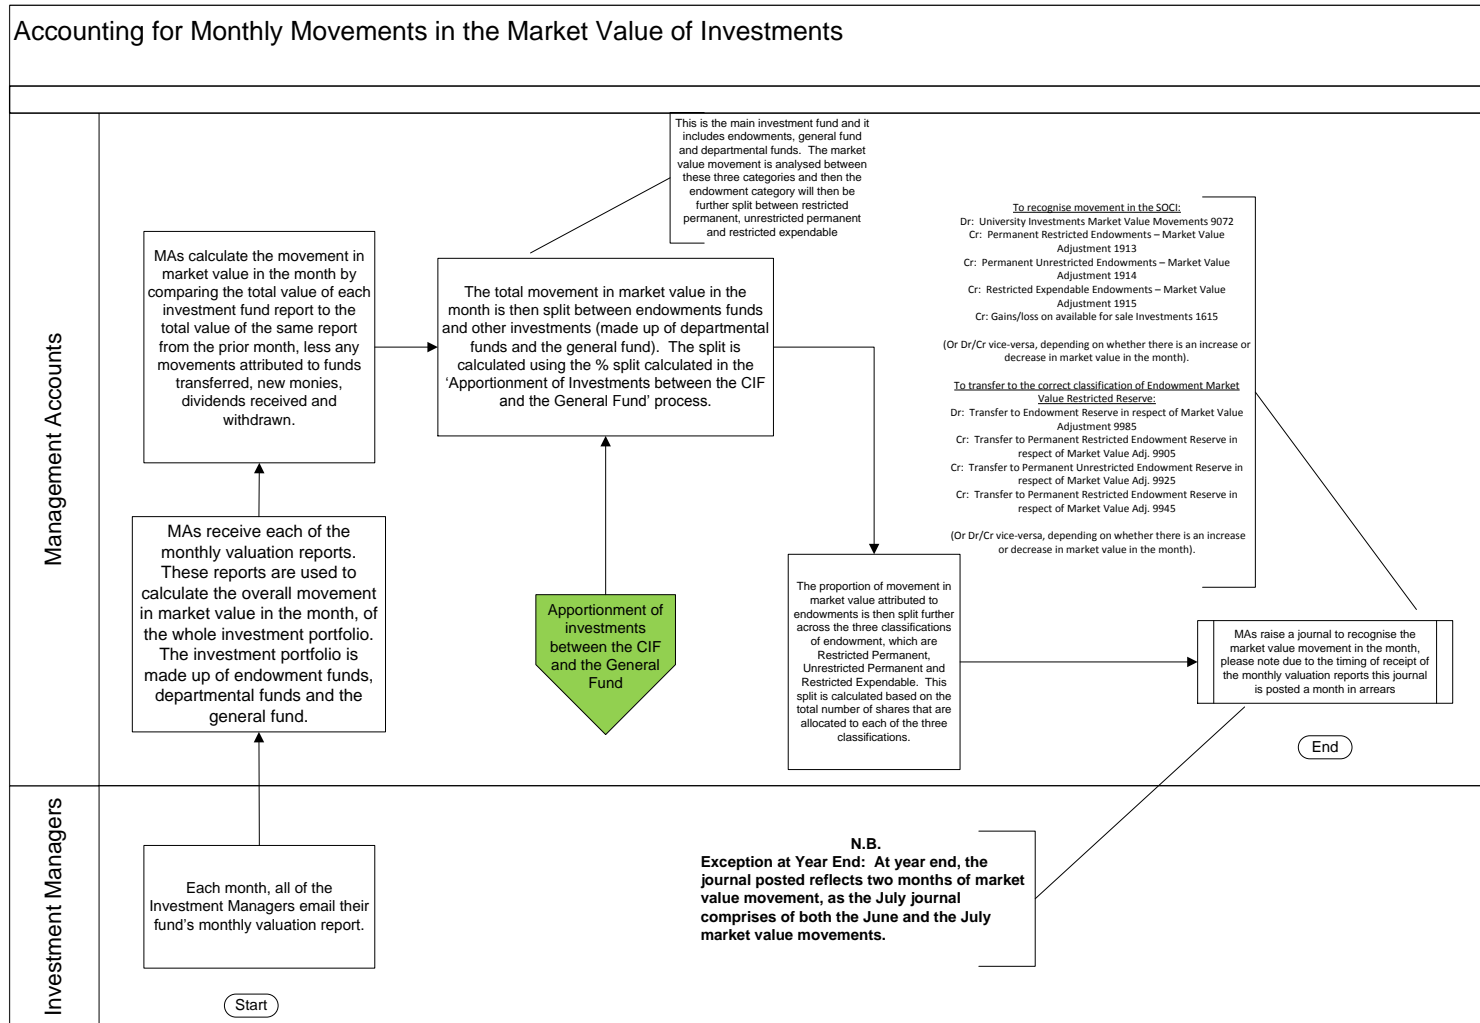 Accounting for Monthly Movements in the Market Value of Investments
Management Accounts
This is the main investment fund and it
includes endowments, general fund
and departmental funds. The market
value movement is analysed between
these three categories and then the
endowment category will then be
further split between restricted
permanent, unrestricted permanent
and restricted expendable
To recognise movement in the SOCI:
Dr: University Investments Market Value Movements 9072
Cr: Permanent Restricted Endowments – Market Value
Adjustment 1913
Cr: Permanent Unrestricted Endowments – Market Value
Adjustment 1914
Cr: Restricted Expendable Endowments – Market Value
Adjustment 1915
Cr: Gains/loss on available for sale Investments 1615
(Or Dr/Cr vice-versa, depending on whether there is an increase or
decrease in market value in the month).
To transfer to the correct classification of Endowment Market
Value Restricted Reserve:
Dr: Transfer to Endowment Reserve in respect of Market Value
Adjustment 9985
Cr: Transfer to Permanent Restricted Endowment Reserve in
respect of Market Value Adj. 9905
Cr: Transfer to Permanent Unrestricted Endowment Reserve in
respect of Market Value Adj. 9925
Cr: Transfer to Permanent Restricted Endowment Reserve in
respect of Market Value Adj. 9945
(Or Dr/Cr vice-versa, depending on whether there is an increase
or decrease in market value in the month).
MAs calculate the movement in
market value in the month by
comparing the total value of each
investment fund report to the
total value of the same report
from the prior month, less any
movements attributed to funds
transferred, new monies,
dividends received and
withdrawn.
The total movement in market value in the
month is then split between endowments funds
and other investments (made up of departmental
funds and the general fund). The split is
calculated using the % split calculated in the
‘Apportionment of Investments between the CIF
and the General Fund’ process.
MAs receive each of the
monthly valuation reports.
These reports are used to
calculate the overall movement
in market value in the month, of
the whole investment portfolio.
The investment portfolio is
made up of endowment funds,
departmental funds and the
general fund.
Apportionment of
investments
between the CIF
and the General
Fund
The proportion of movement in
market value attributed to
endowments is then split further
across the three classifications
of endowment, which are
Restricted Permanent,
Unrestricted Permanent and
Restricted Expendable. This
split is calculated based on the
total number of shares that are
allocated to each of the three
classifications.
MAs raise a journal to recognise the
market value movement in the month,
please note due to the timing of receipt of
the monthly valuation reports this journal
is posted a month in arrears
End
Investment Managers
Each month, all of the
Investment Managers email their
fund’s monthly valuation report.
Start
N.B.
Exception at Year End: At year end, the
journal posted reflects two months of market
value movement, as the July journal
comprises of both the June and the July
market value movements.